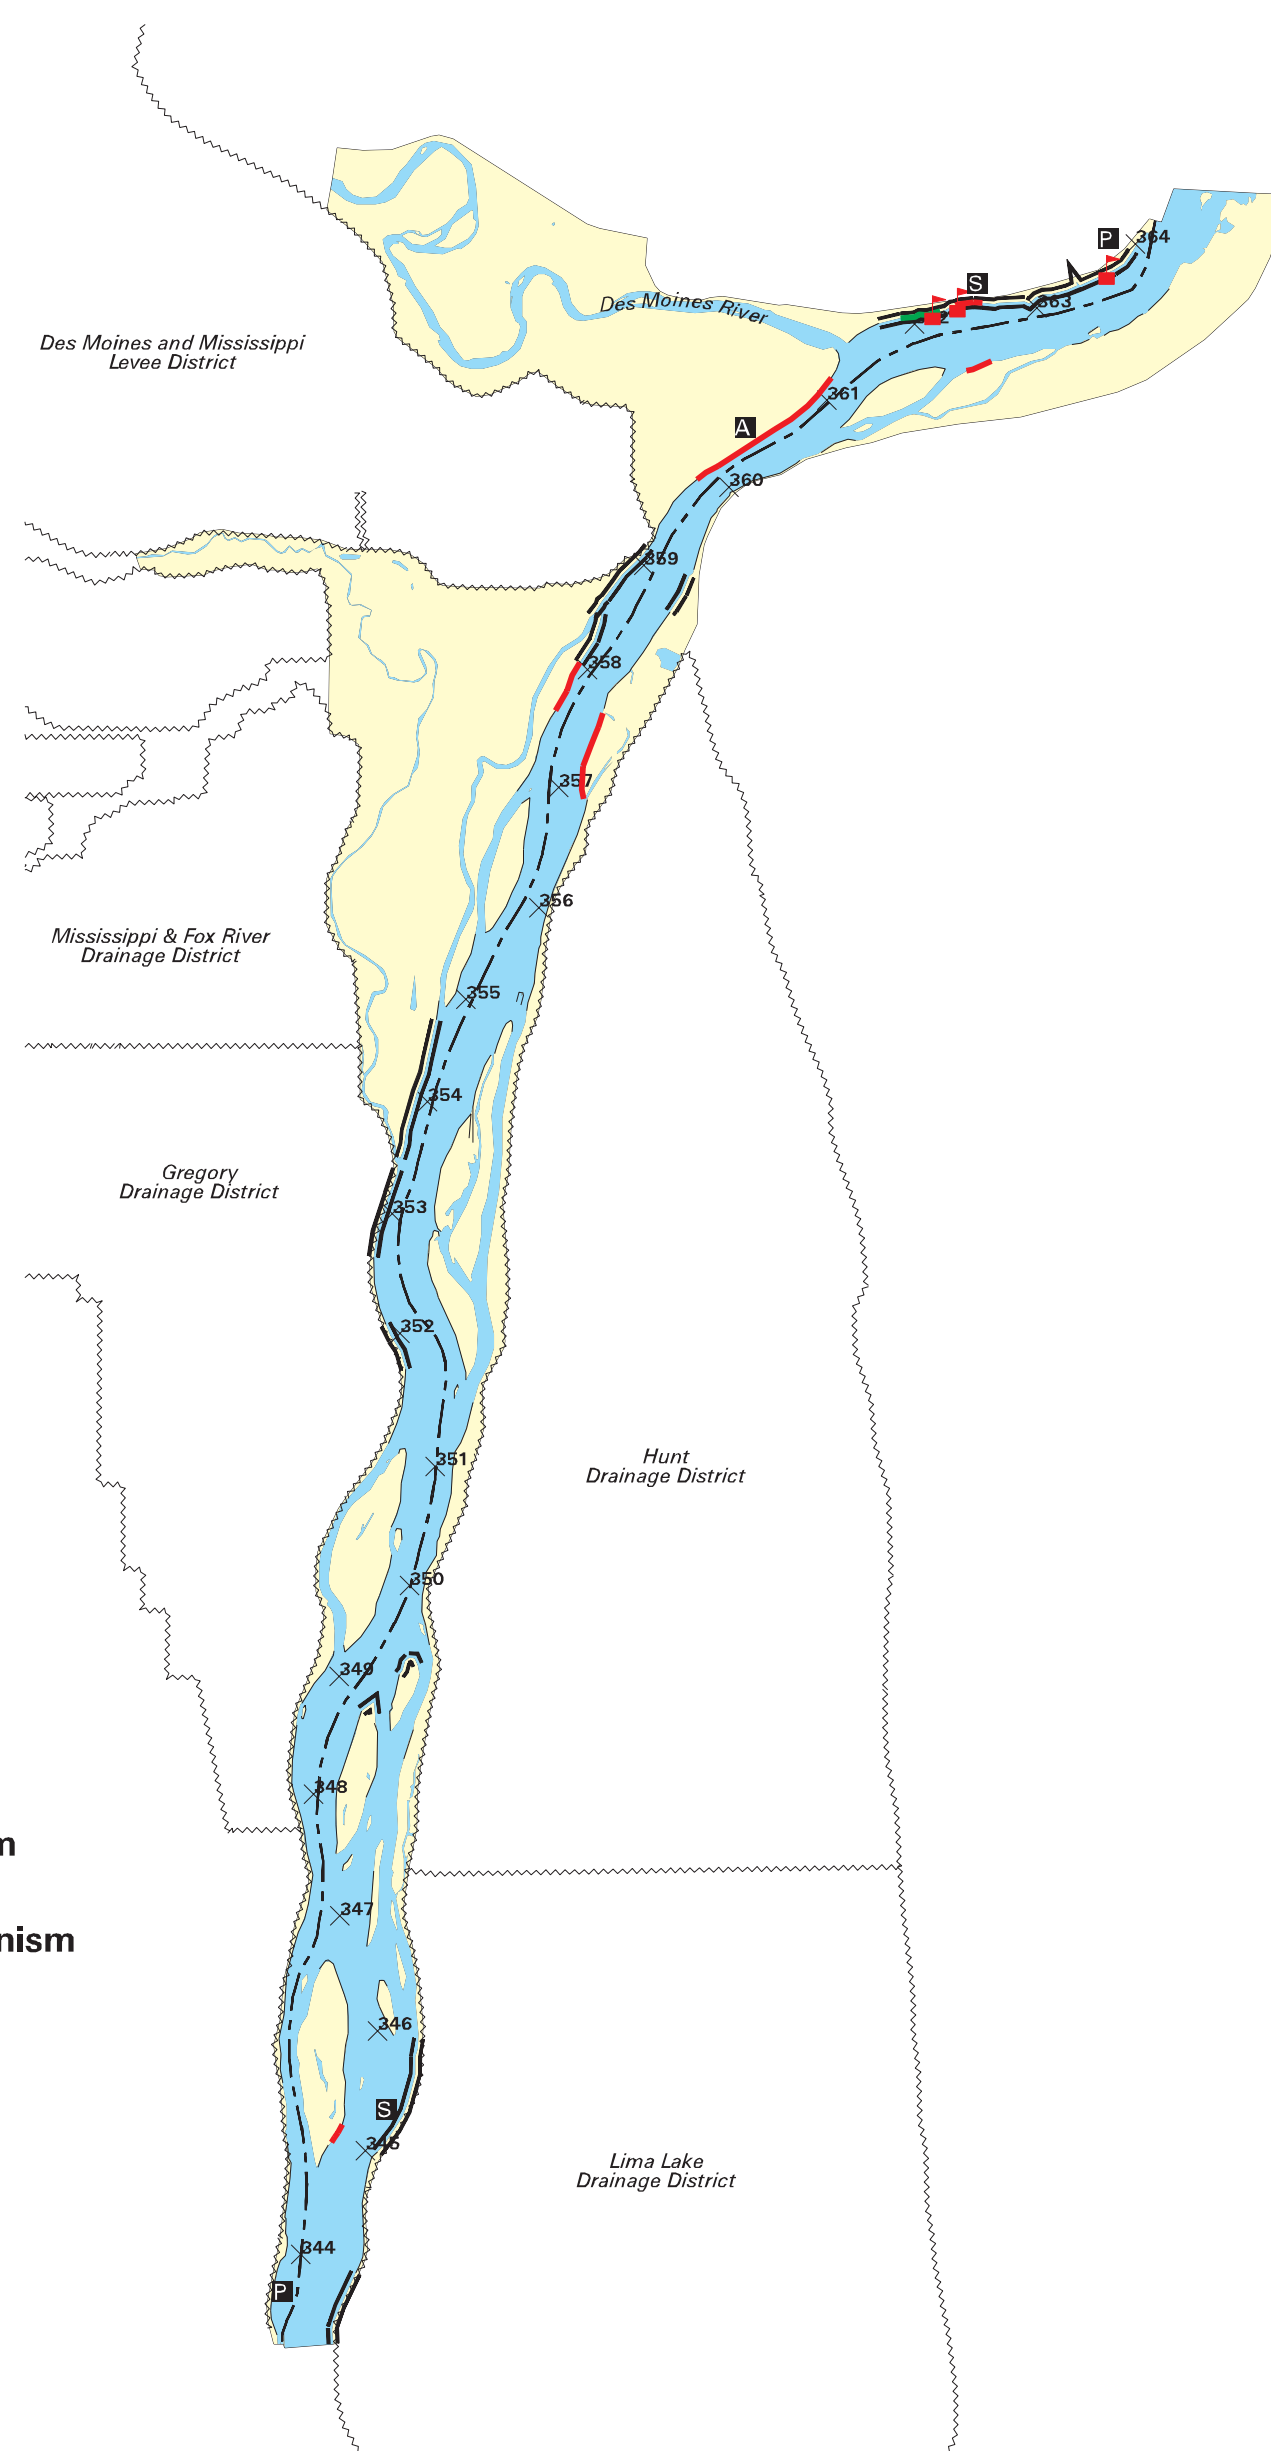 P
364
S
363
Des Moines River
Des Moines and Mississippi
Levee District
361
A
360
359
358
357
356
Mississippi & Fox River
Drainage District
355
354
Gregory
Drainage District
353
352
351
Hunt
Drainage District
350
349
348
347
nism
346
S
345
Lima Lake
Drainage District
344
P